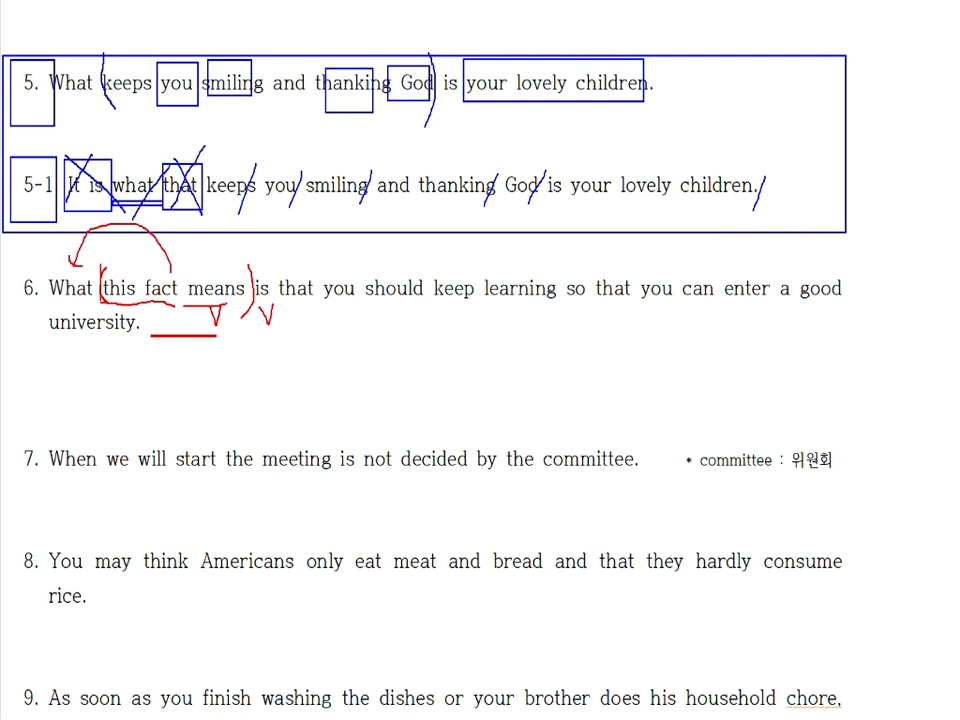 5. What keeps you smiling and thanking God is your lovely children.
5-1 It is what that keeps you smiling and thanking God is your lovely children.
6. What this fact means is that you should keep learning so that you can enter a good
university.
7. When we will start the meeting is not decided by the committee. * committee : 위원회
8. You may think Americans only eat meat and bread and that they hardly consume
rice.
9. As soon as you finish washing the dishes or your brother does his household chore,